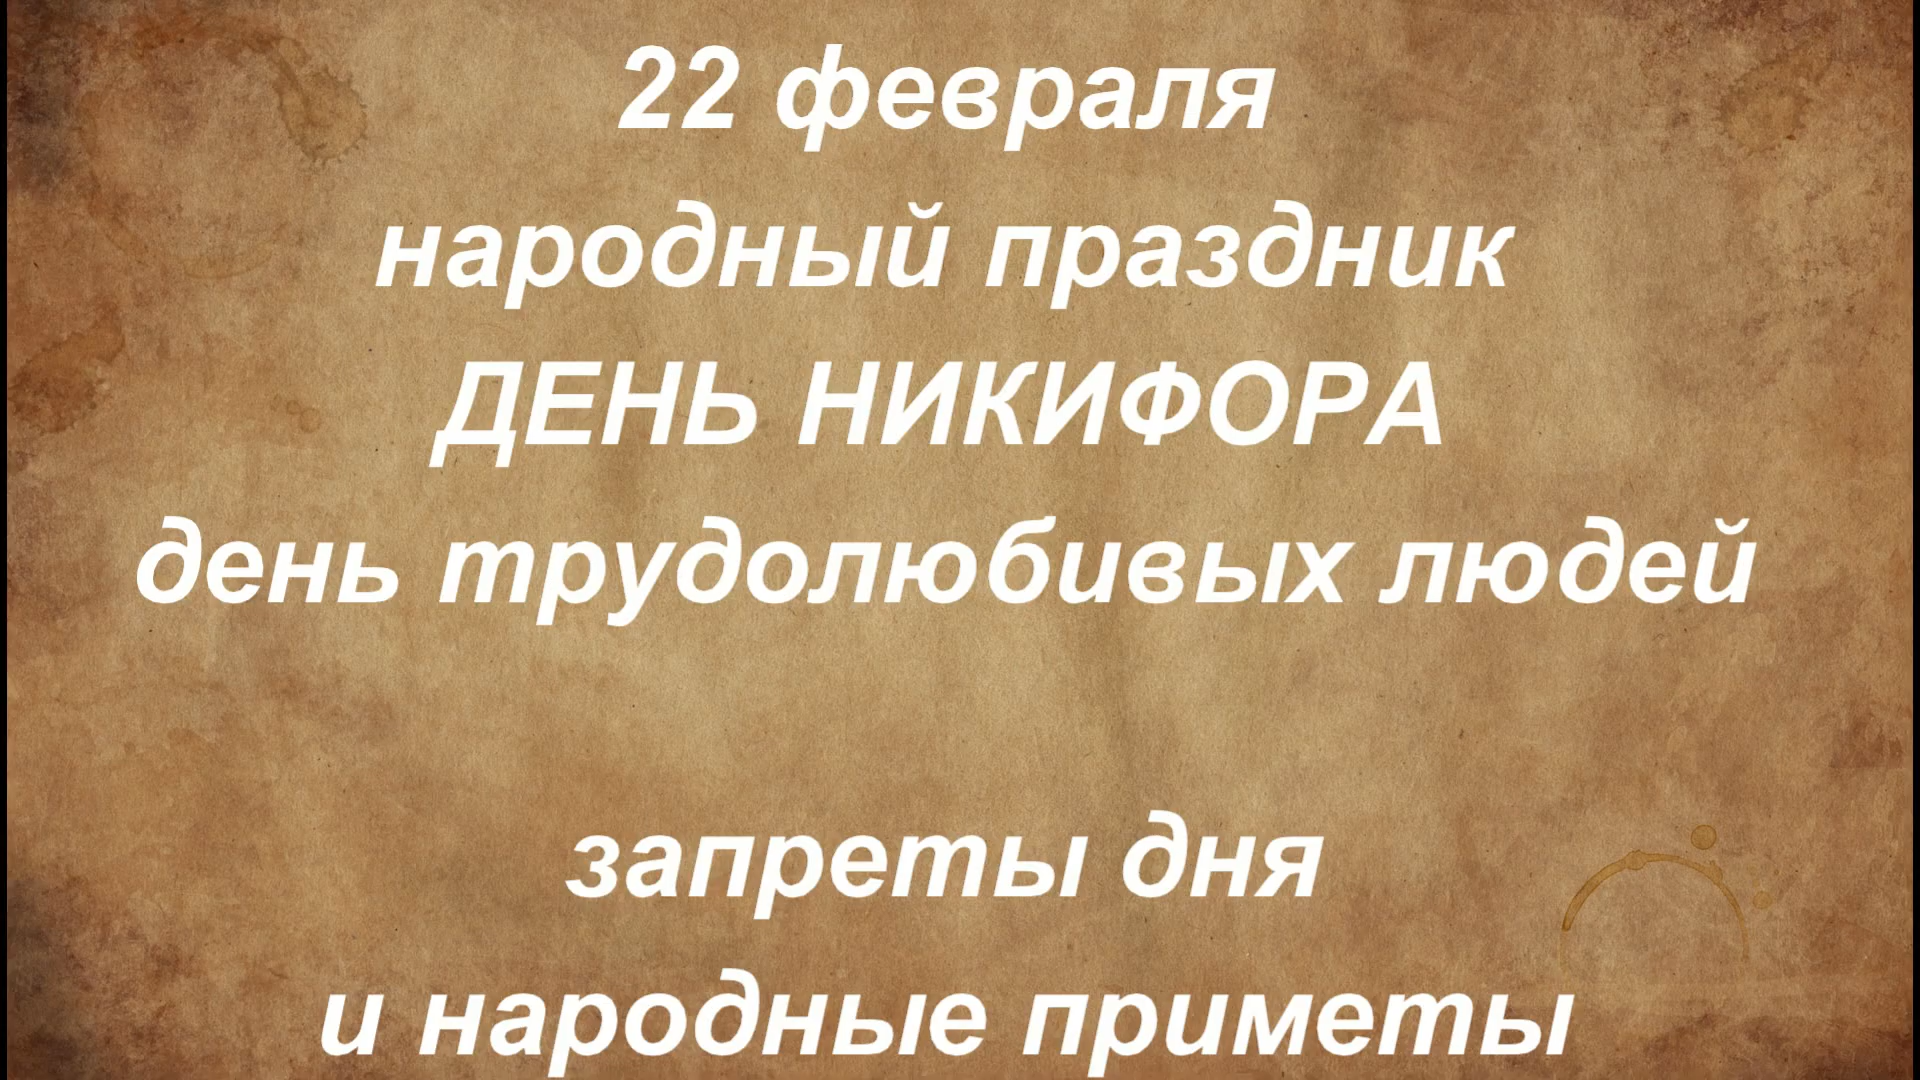 22 февраля
народный праздник
ДЕНЬ НИКИФОРА
день трудолюбивых людей
запреты дня
и народные приметы